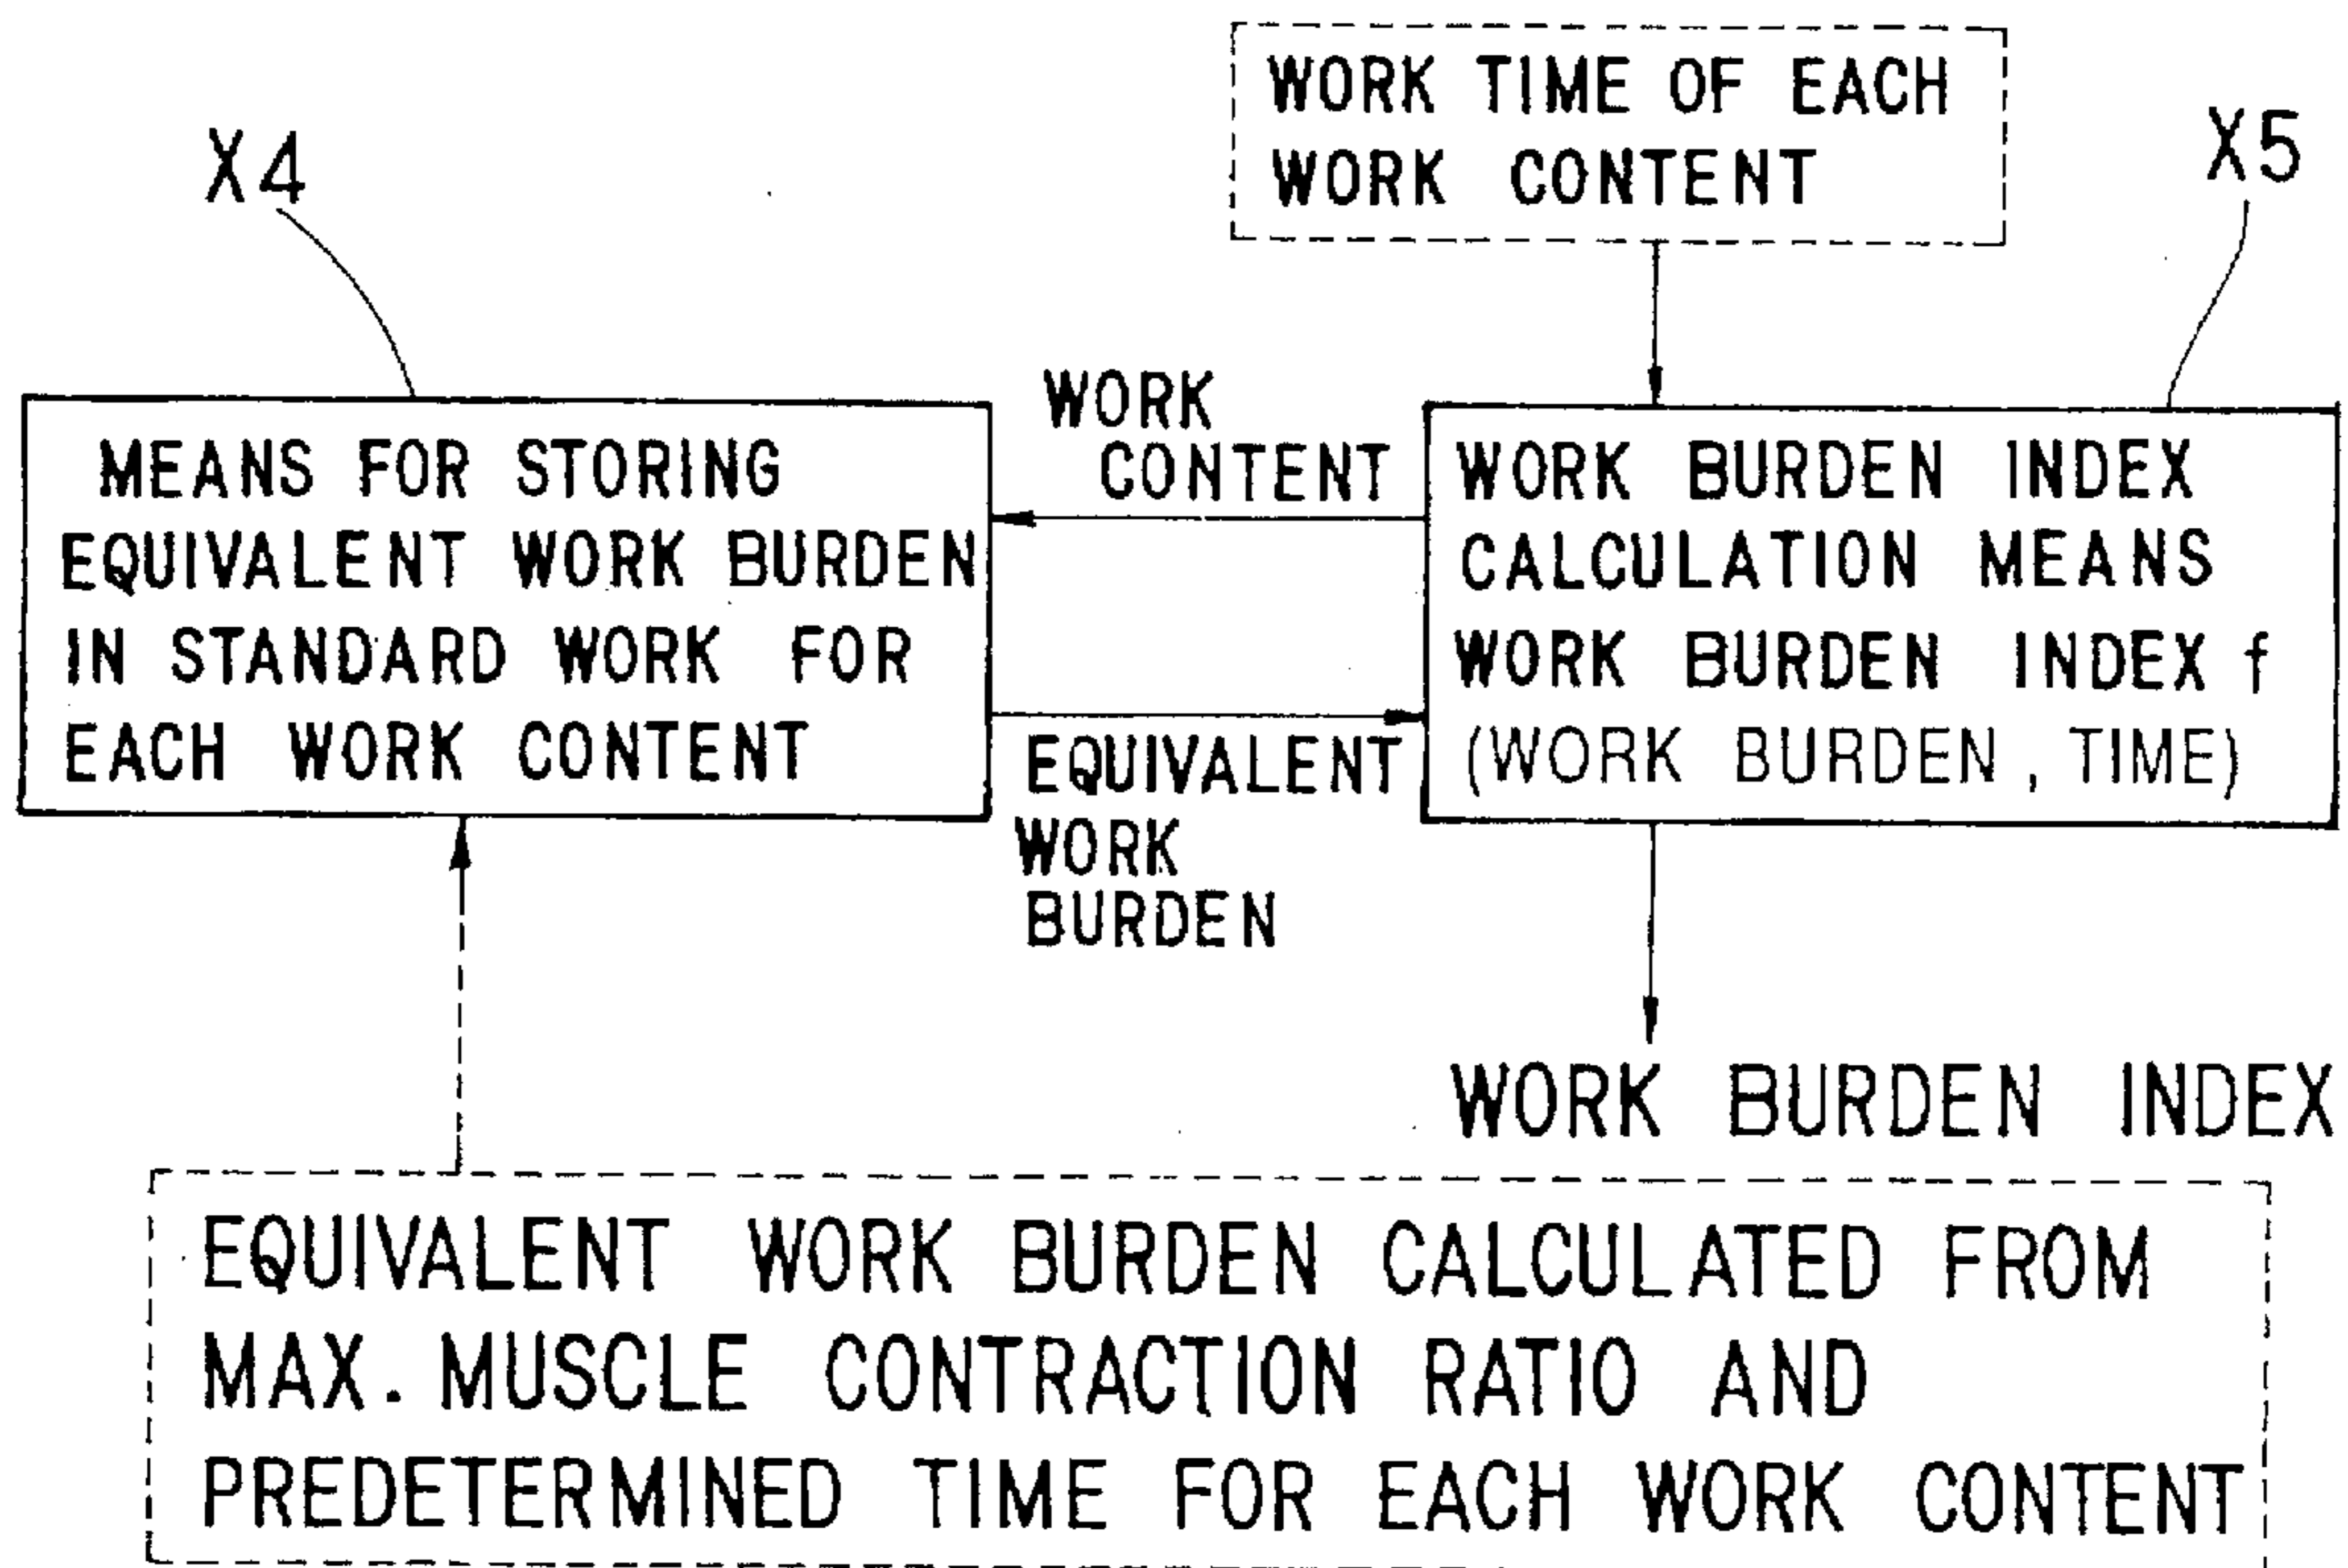 WORK TIME OF EACH
WORK CONTENT
X4
X5
MEANS FOR STORING
EQUIVALENT WORK BURDEN
IN STANDARD WORK FOR
EACH WORK CONTENT
WORK
CONTENT
EQUIVALENT
WORK
BURDEN
WORK BURDEN INDEX
CALCULATION MEANS
WORK BURDEN INDEX f
(WORK BURDEN, TIME)
WORK BURDEN INDEX
EQUIVALENT WORK BURDEN CALCULATED FROM
MAX. MUSCLE CONTRACTION RATIO AND
PREDETERMINED TIME FOR EACH WORK CONTENT